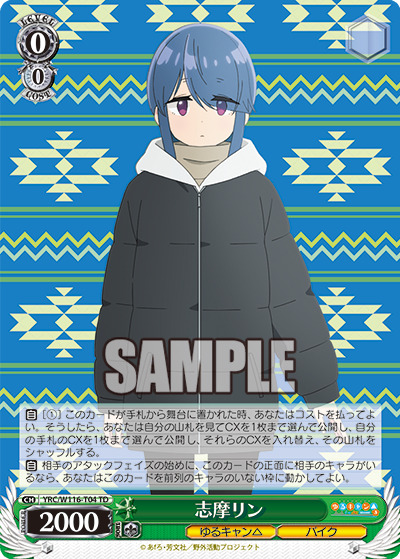 LEVEL
0
0
COST
SAMPLE
自 [①] このカードが手札から舞台に置かれた時、あなたはコストを払ってよ
い。そうしたら、あなたは自分の山札を見てCXを1枚まで選んで公開し、自分
の手札のCXを1枚まで選んで公開し、それらのCXを入れ替え、その山札を
シャッフルする。
自 相手のアタックフェイズの始めに、このカードの正面に相手のキャラがいる
なら、あなたはこのカードを前列のキャラのいない枠に動かしてよい。
CH YRC/W116-T04 TD
2000
志摩リン
ゆるキャン△
ゆるキャン△
バイク
©あfろ・芳文社/野外活動プロジェクト